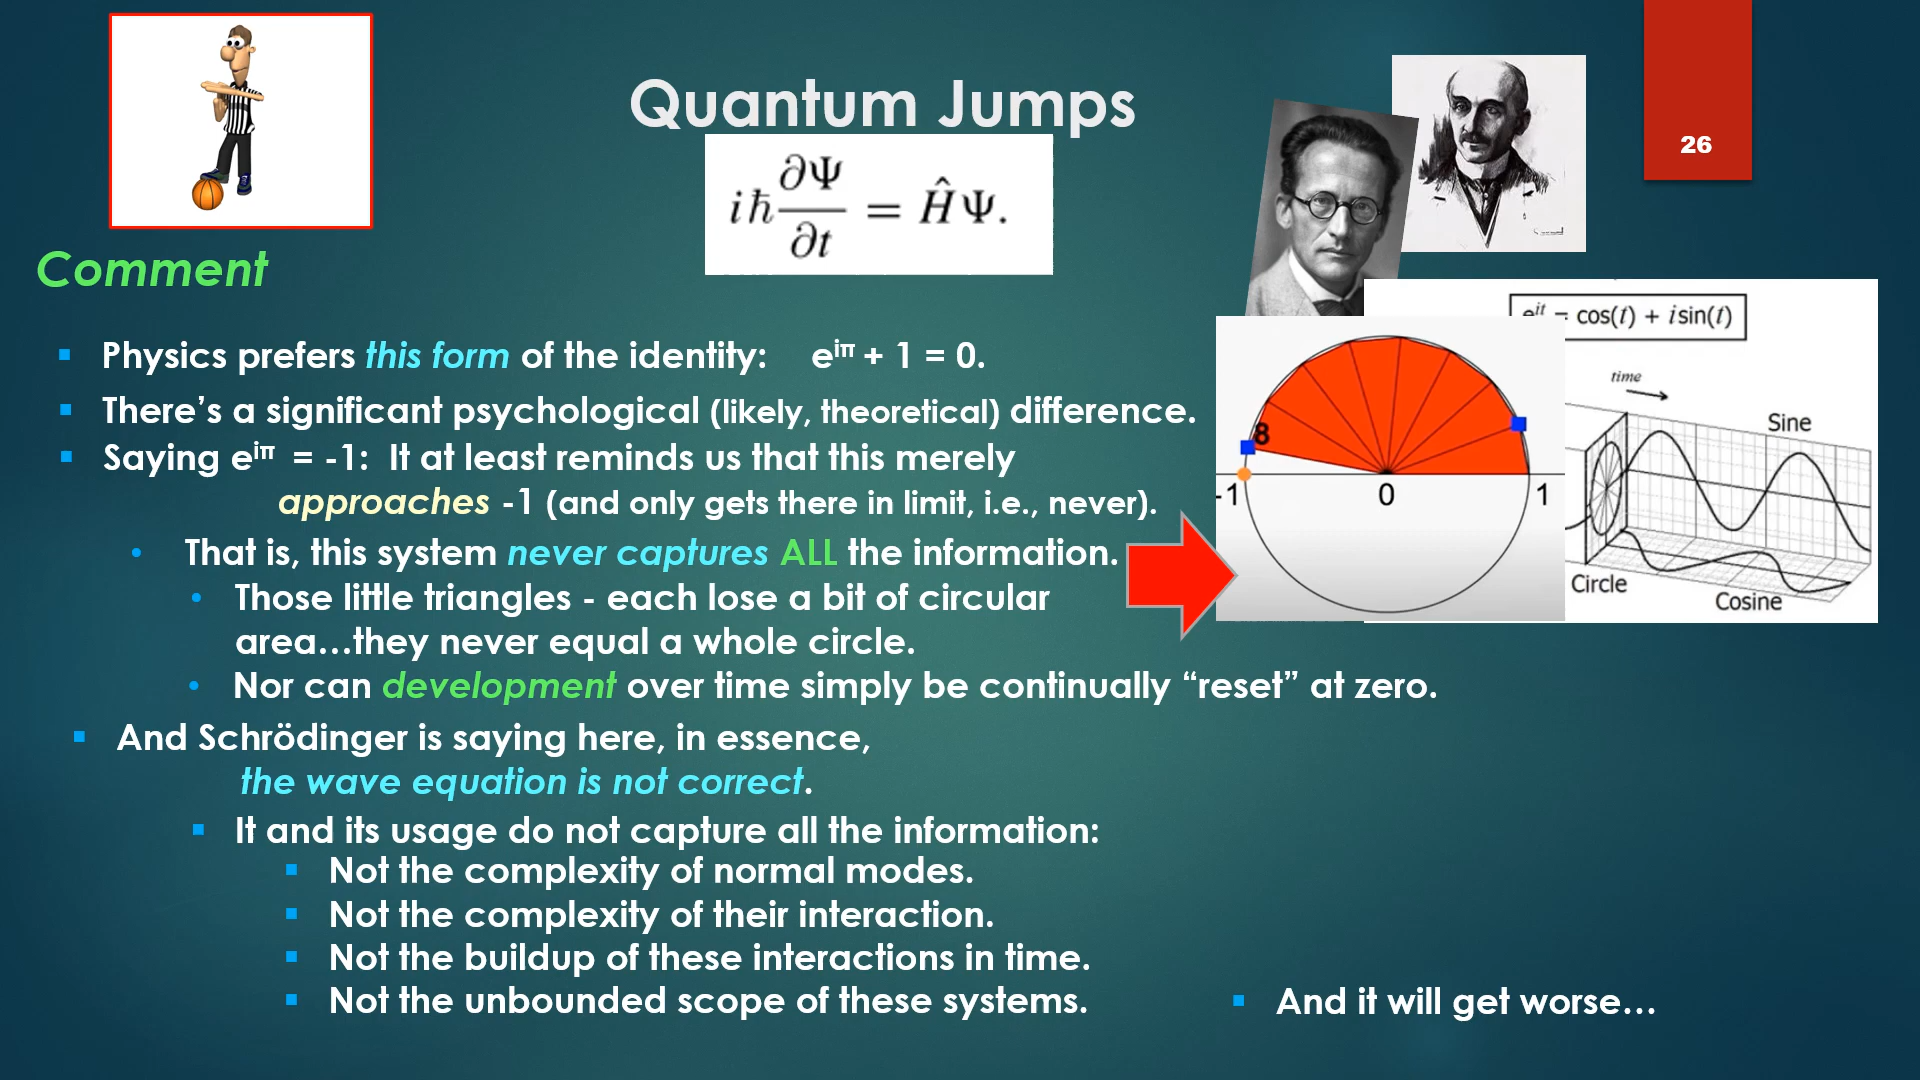 Quantum Jumps
26
iħ ∂Ψ/∂t = ĤΨ.
Comment
e^{it} = cos(t) + i sin(t)
time
Sine
Circle
Cosine
8
-1
0
1
▪ Physics prefers this form of the identity: e^{iπ} + 1 = 0.
▪ There’s a significant psychological (likely, theoretical) difference.
▪ Saying e^{iπ} = -1: It at least reminds us that this merely
approaches -1 (and only gets there in limit, i.e., never).
• That is, this system never captures ALL the information.
• Those little triangles - each lose a bit of circular
area…they never equal a whole circle.
• Nor can development over time simply be continually “reset” at zero.
▪ And Schrödinger is saying here, in essence,
the wave equation is not correct.
▪ It and its usage do not capture all the information:
▪ Not the complexity of normal modes.
▪ Not the complexity of their interaction.
▪ Not the buildup of these interactions in time.
▪ Not the unbounded scope of these systems.
▪ And it will get worse…